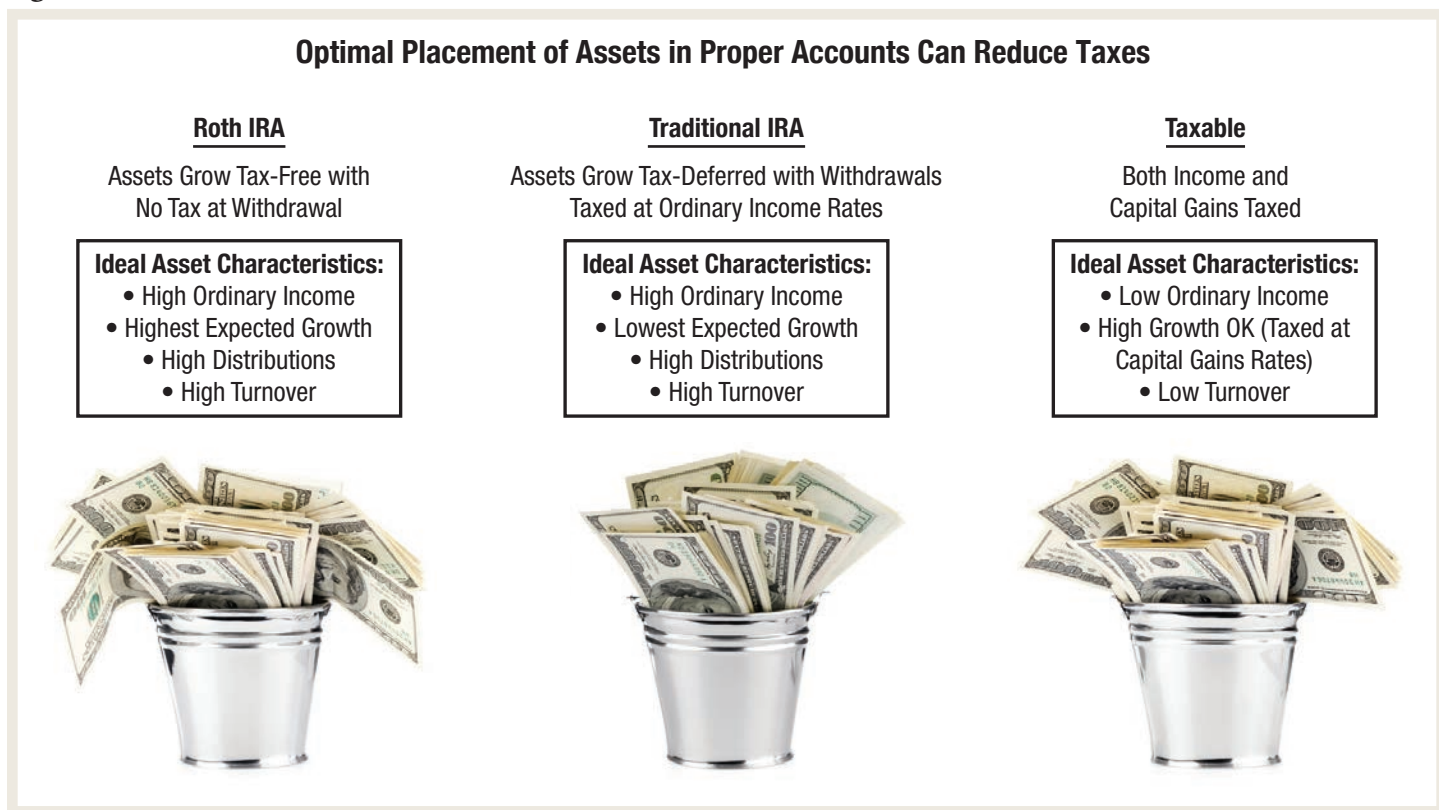 Optimal Placement of Assets in Proper Accounts Can Reduce Taxes
Roth IRA
Assets Grow Tax-Free with
No Tax at Withdrawal
Ideal Asset Characteristics:
• High Ordinary Income
• Highest Expected Growth
• High Distributions
• High Turnover
Traditional IRA
Assets Grow Tax-Deferred with Withdrawals
Taxed at Ordinary Income Rates
Ideal Asset Characteristics:
• High Ordinary Income
• Lowest Expected Growth
• High Distributions
• High Turnover
Taxable
Both Income and
Capital Gains Taxed
Ideal Asset Characteristics:
• Low Ordinary Income
• High Growth OK (Taxed at
Capital Gains Rates)
• Low Turnover